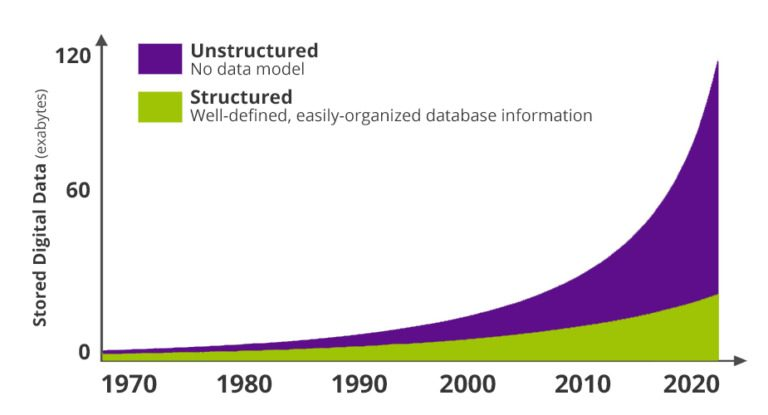 120
Unstructured
No data model
Structured
Well-defined, easily-organized database information
60
Stored Digital Data (exabytes)
0
1970 1980 1990 2000 2010 2020